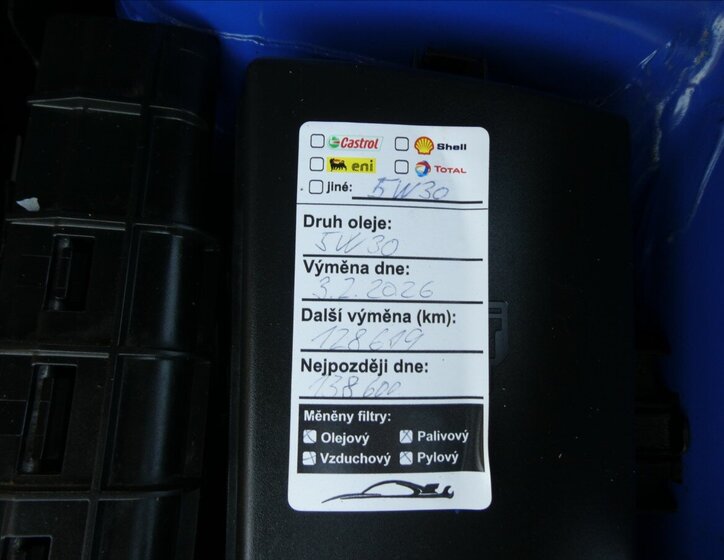 Castrol Shell
eni TOTAL
jiné: 5W30
Druh oleje:
5W30
Výměna dne:
3.2.2026
Další výměna (km):
128619
Nejpozději dne:
138600
Měněny filtry:
Olejový Palivový
Vzduchový Pylový